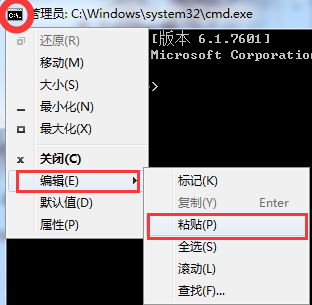 管理员: C:\Windows\system32\cmd.exe
[版本 6.1.7601]
Microsoft Corporation
>
还原(R)
移动(M)
大小(S)
最小化(N)
最大化(X)
关闭(C)
编辑(E)
默认值(D)
属性(P)
标记(K)
复制(Y) Enter
粘贴(P)
全选(S)
滚动(L)
查找(F)...